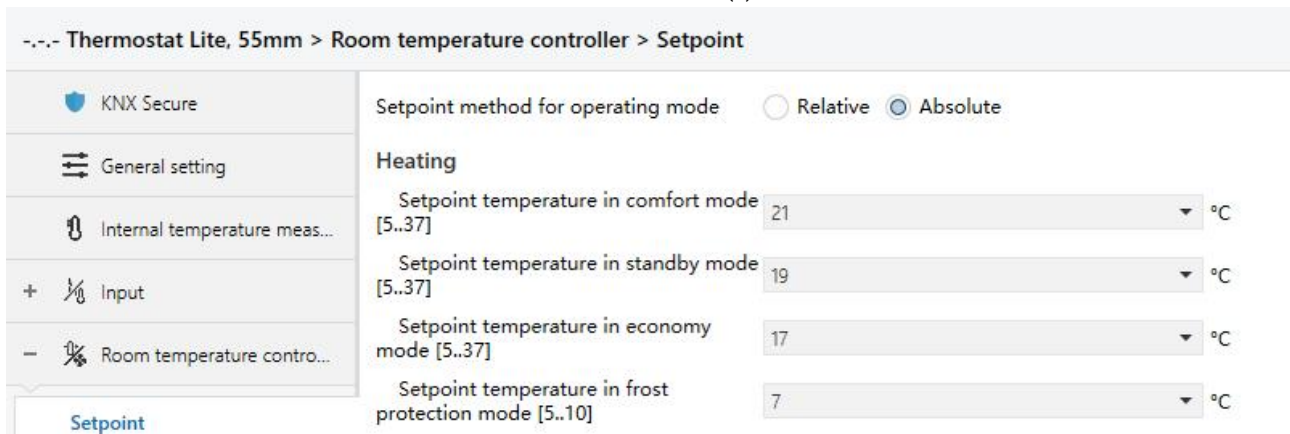 -.-.- Thermostat Lite, 55mm > Room temperature controller > Setpoint
KNX Secure
General setting
Internal temperature meas...
+ Input
- Room temperature contro...
Setpoint
Setpoint method for operating mode Relative Absolute
Heating
Setpoint temperature in comfort mode
[5..37]
21 °C
Setpoint temperature in standby mode
[5..37]
19 °C
Setpoint temperature in economy
mode [5..37]
17 °C
Setpoint temperature in frost
protection mode [5..10]
7 °C